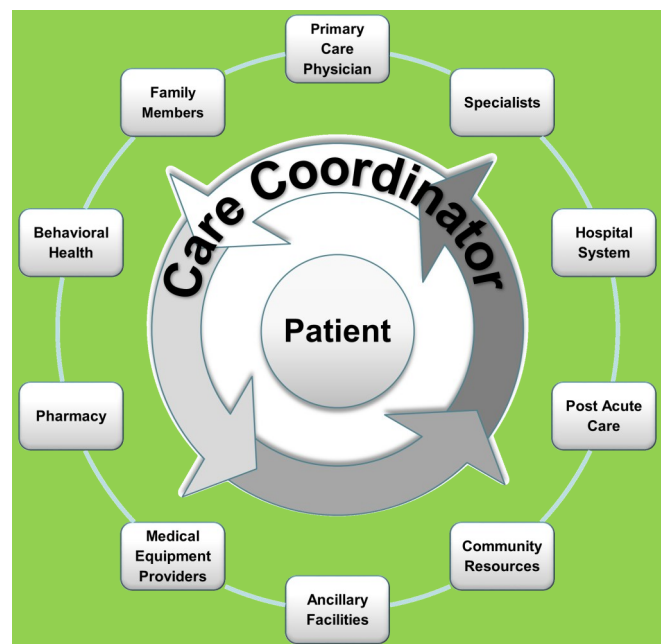 Primary
Care
Physician
Family
Members
Specialists
Care Coordinator
Behavioral
Health
Hospital
System
Patient
Pharmacy
Post Acute
Care
Medical
Equipment
Providers
Community
Resources
Ancillary
Facilities